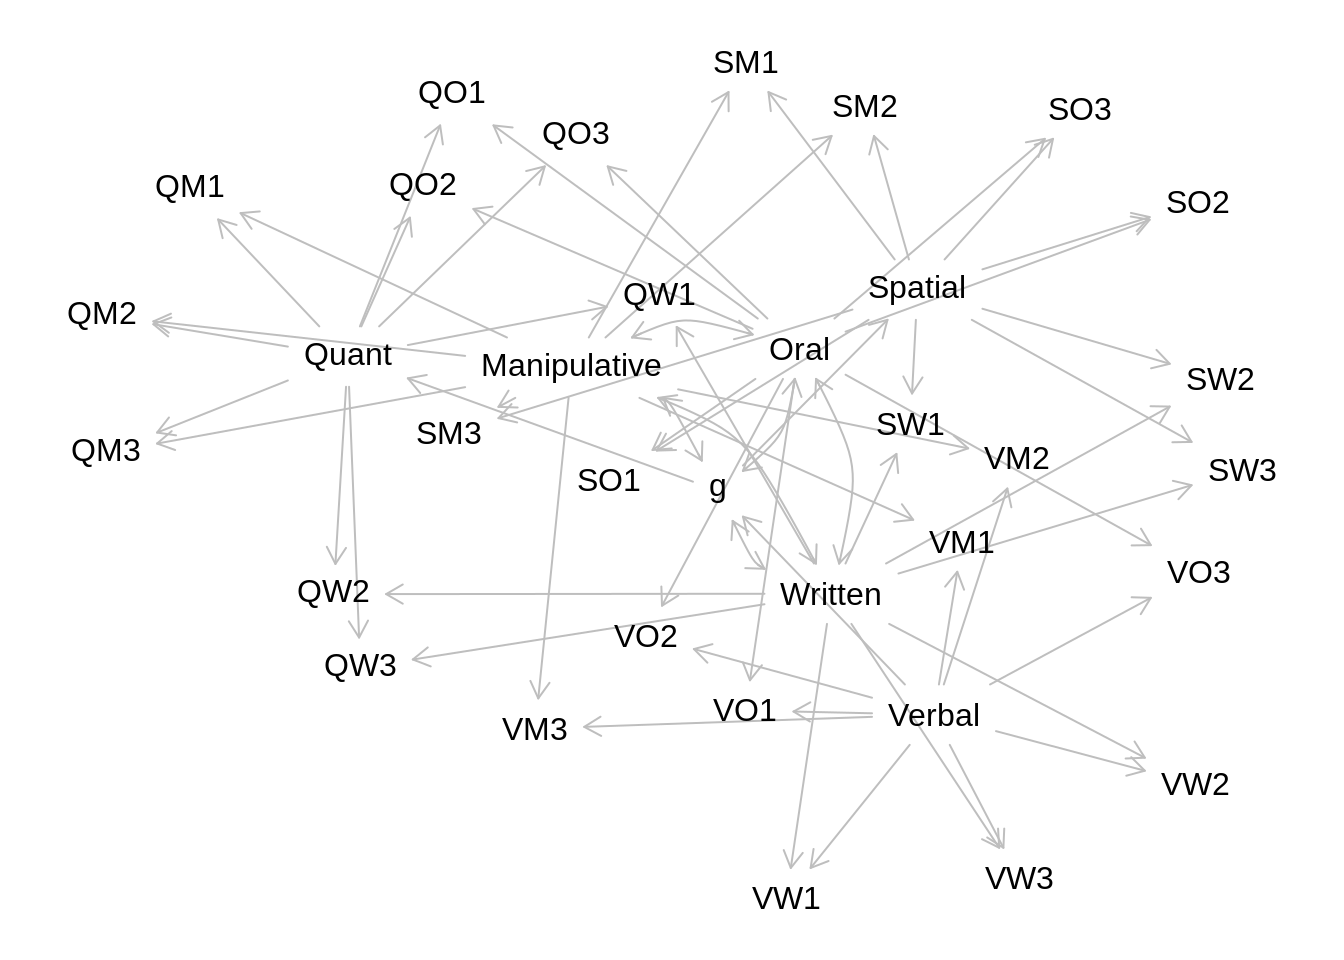 SM1
QO1
SM2
SO3
QO3
QO2
QM1
SO2
Spatial
QW1
QM2
Oral
Quant
Manipulative
SW2
SW1
SM3
QM3
VM2
SW3
SO1
g
VM1
VO3
QW2
Written
VO2
QW3
VO1
Verbal
VM3
VW2
VW3
VW1